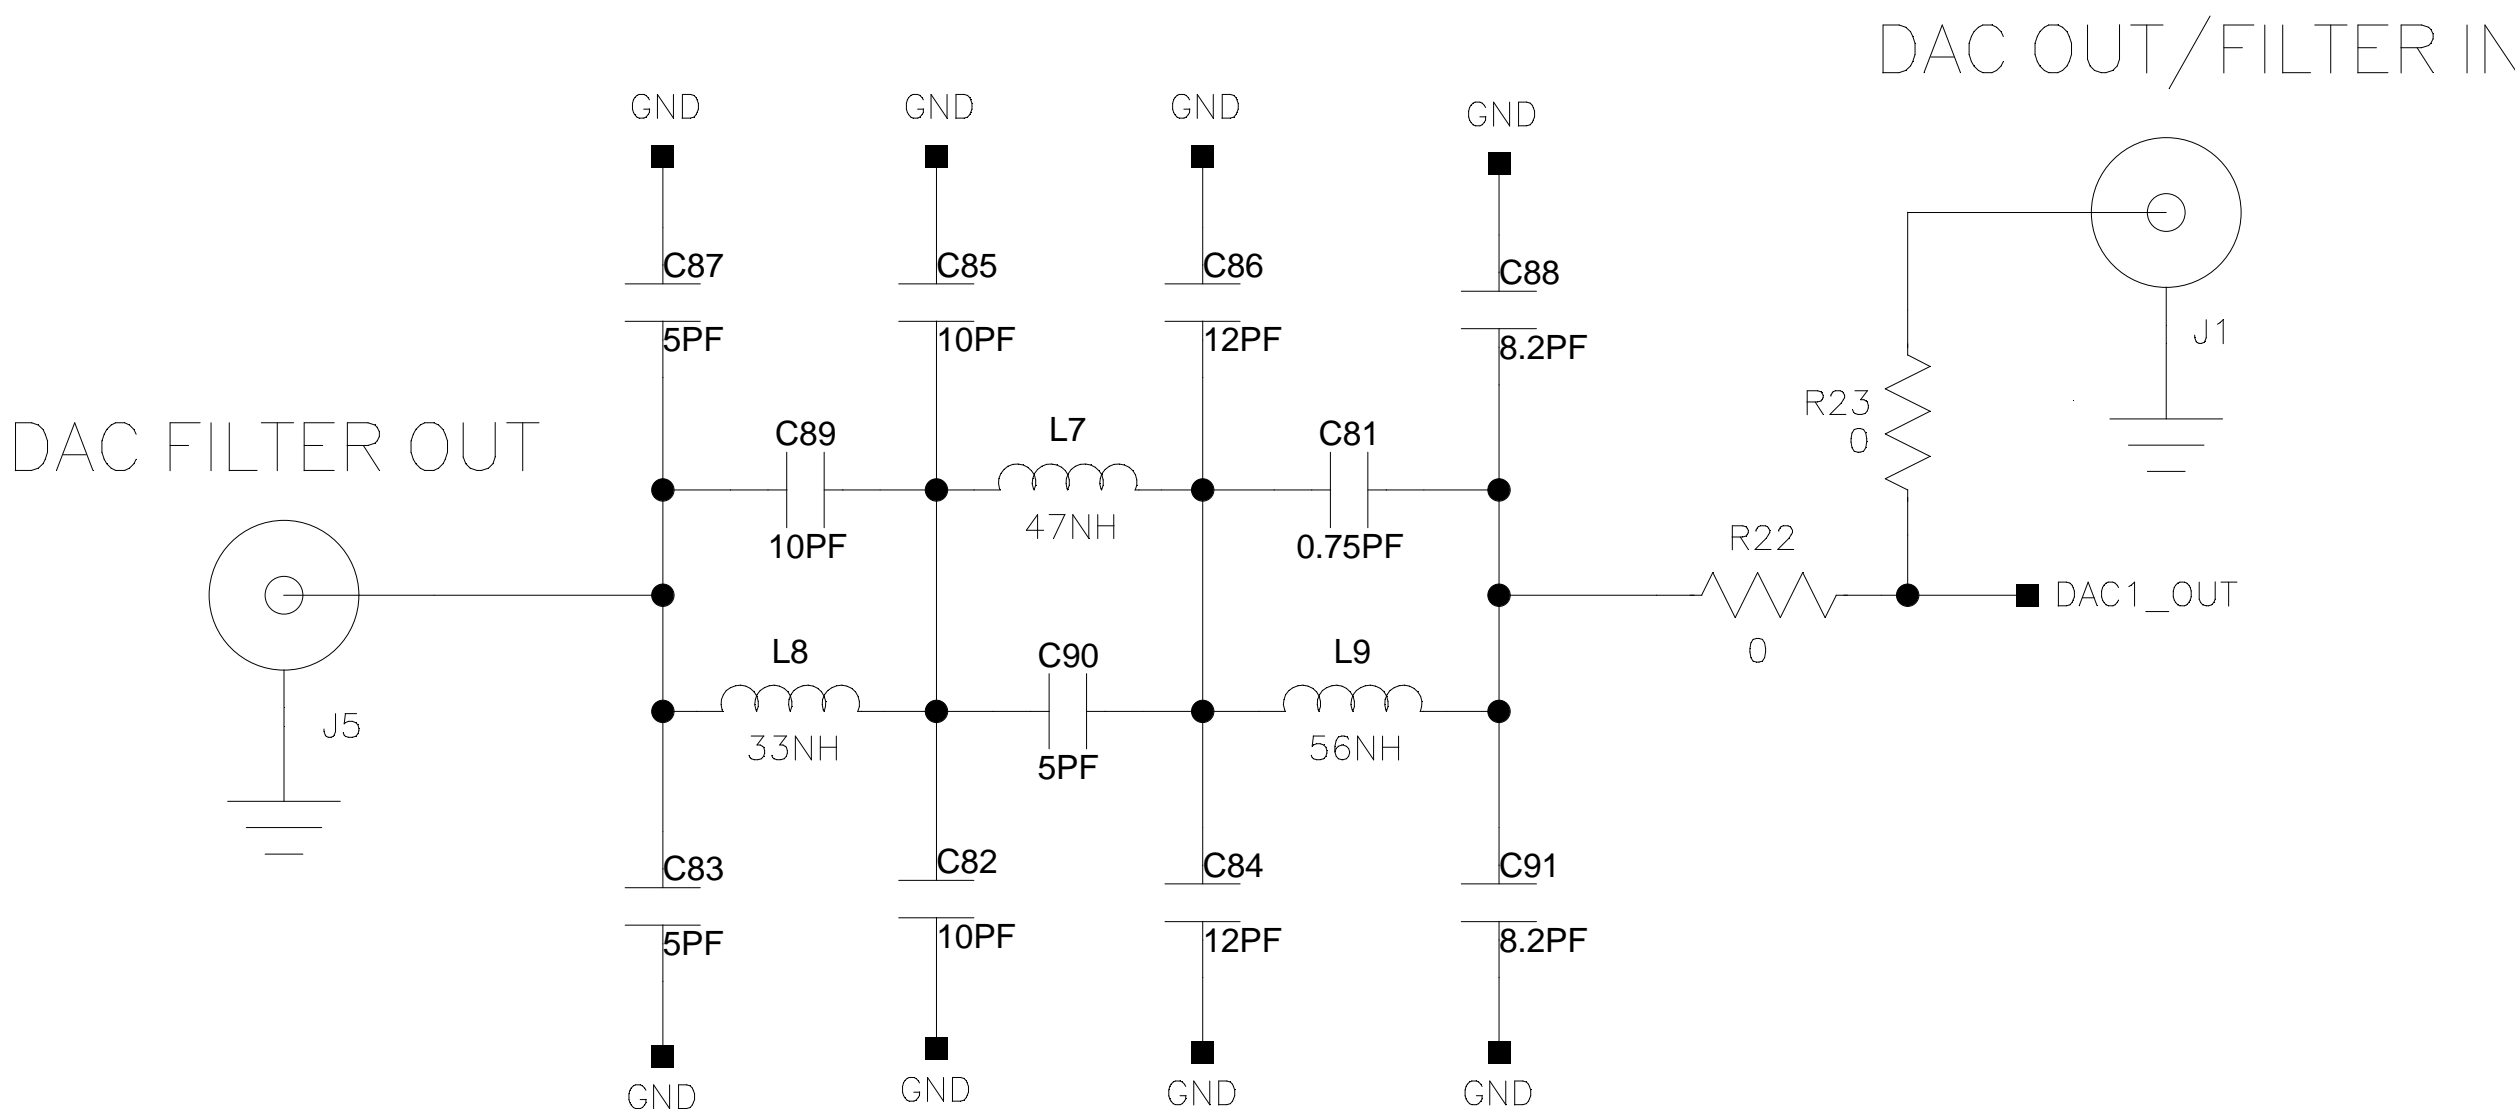 DAC OUT/FILTER IN
GND
GND
GND
GND
C87
C85
C86
C88
5PF
10PF
12PF
8.2PF
J1
R23
0
DAC FILTER OUT
C89
L7
C81
10PF
47NH
0.75PF
R22
0
DAC1_OUT
L8
C90
L9
J5
33NH
5PF
56NH
C83
C82
C84
C91
5PF
10PF
12PF
8.2PF
GND
GND
GND
GND